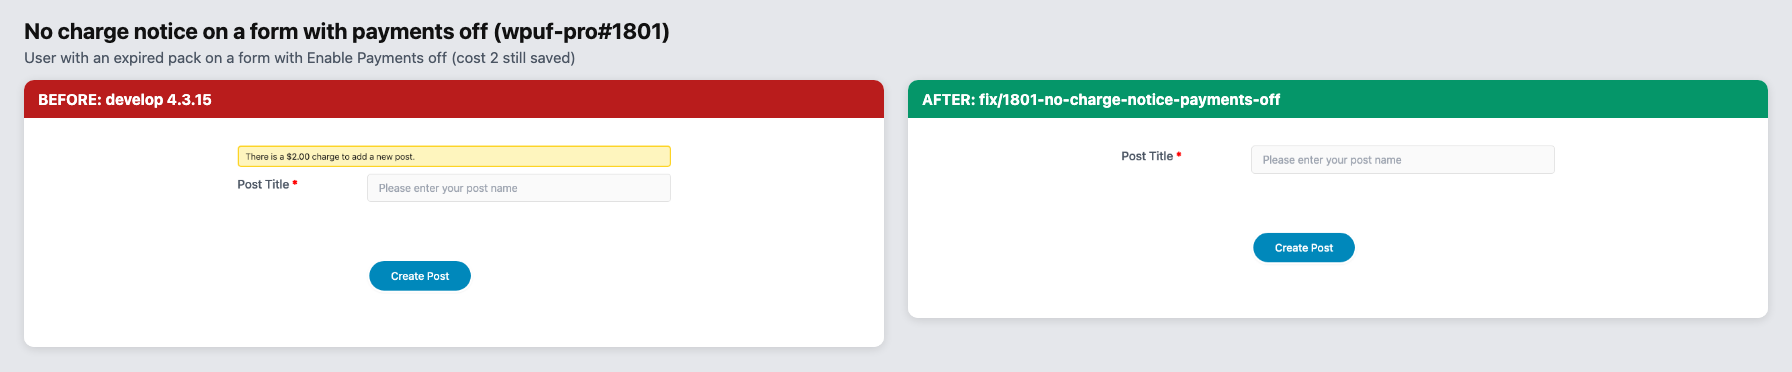 No charge notice on a form with payments off (wpuf-pro#1801)
User with an expired pack on a form with Enable Payments off (cost 2 still saved)
BEFORE: develop 4.3.15
There is a $2.00 charge to add a new post.
Post Title *
Please enter your post name
Create Post
AFTER: fix/1801-no-charge-notice-payments-off
Post Title *
Please enter your post name
Create Post